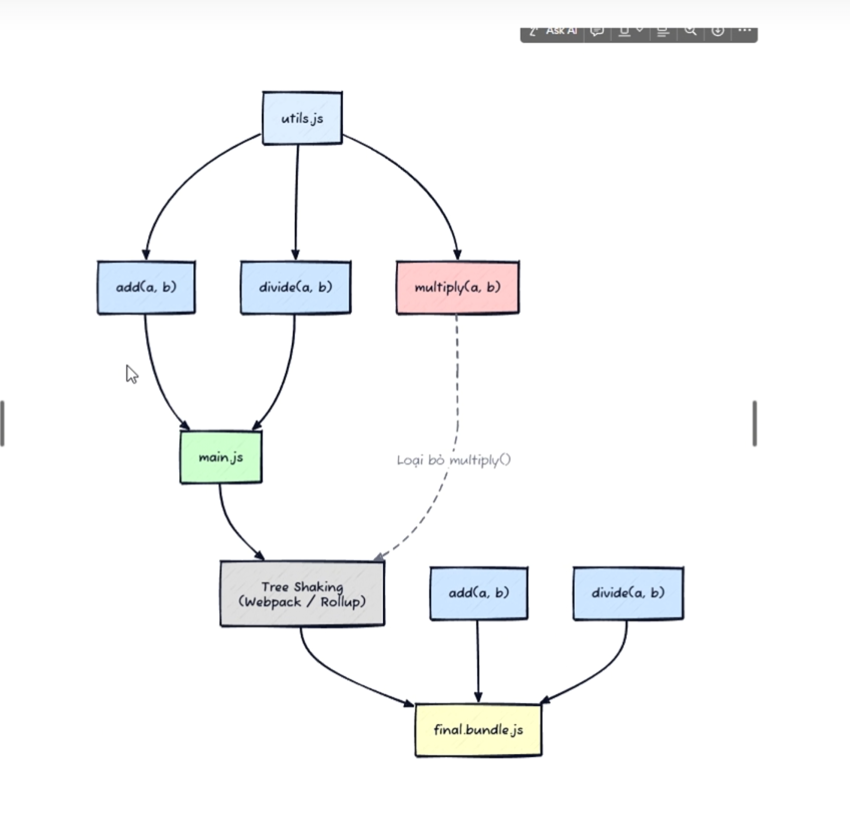 Ask AI
utils.js
add(a, b)
divide(a, b)
multiply(a, b)
main.js
Loại bỏ multiply()
Tree Shaking
(Webpack / Rollup)
add(a, b)
divide(a, b)
final.bundle.js